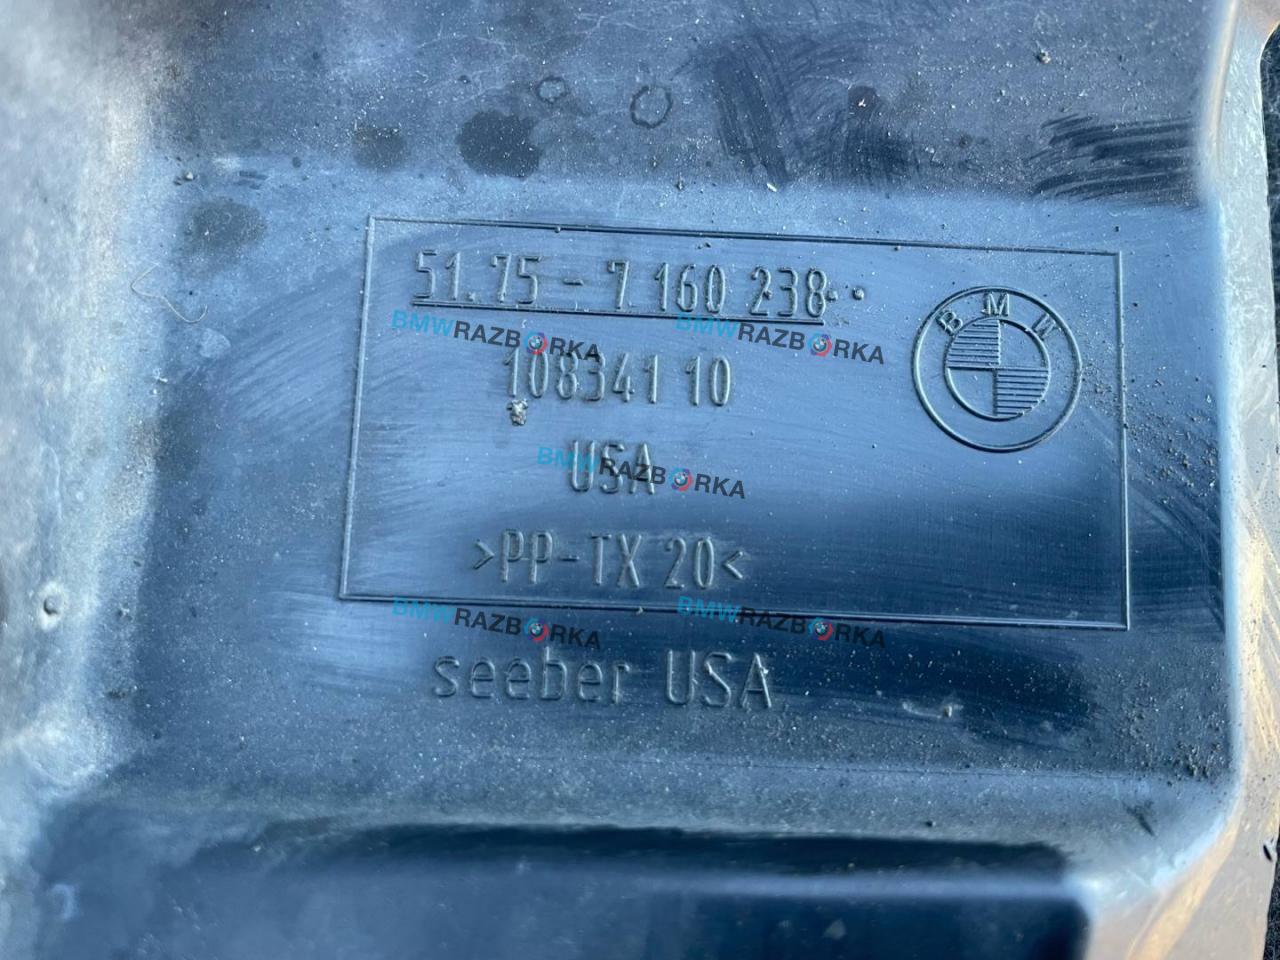 51.75-7 160 238
BMW
BMWRAZBORKA BMWRAZBORKA
108341 10
USA
BMWRAZBORKA
>PP-TX 20<
BMWRAZBORKA BMWRAZBORKA
seeber USA